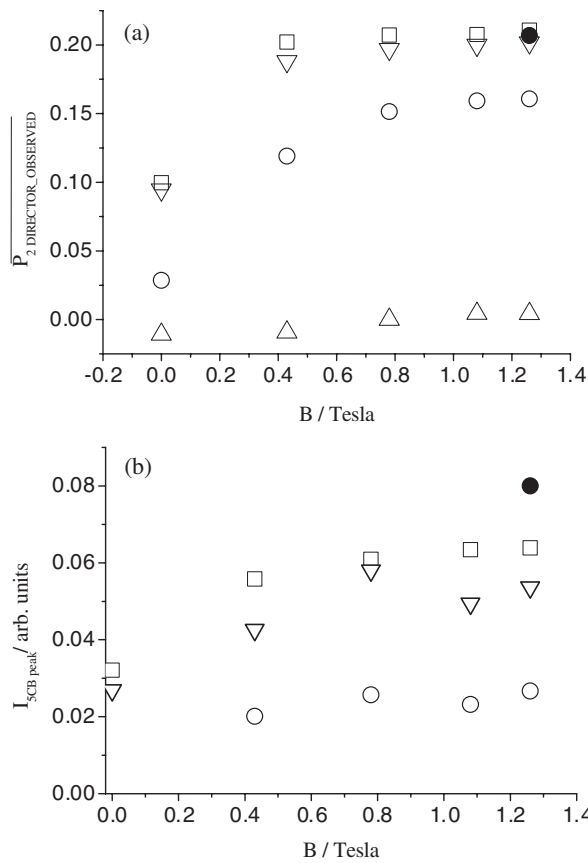 (a)
0.20
0.15
0.10
0.05
0.00
P2 DIRECTOR_OBSERVED
-0.2 0.0 0.2 0.4 0.6 0.8 1.0 1.2 1.4
B / Tesla
(b)
0.08
0.06
0.04
0.02
0.00
I5CB peak/ arb. units
0.0 0.2 0.4 0.6 0.8 1.0 1.2 1.4
B / Tesla